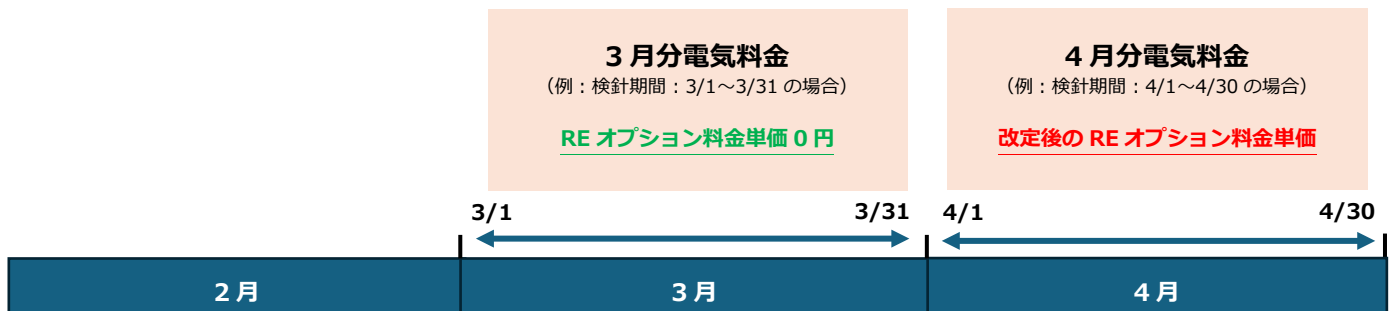 3 月分電気料金
（例：検針期間：3/1～3/31 の場合）
RE オプション料金単価 0 円
4 月分電気料金
（例：検針期間：4/1～4/30 の場合）
改定後の RE オプション料金単価
3/1
3/31
4/1
4/30
2 月
3 月
4 月